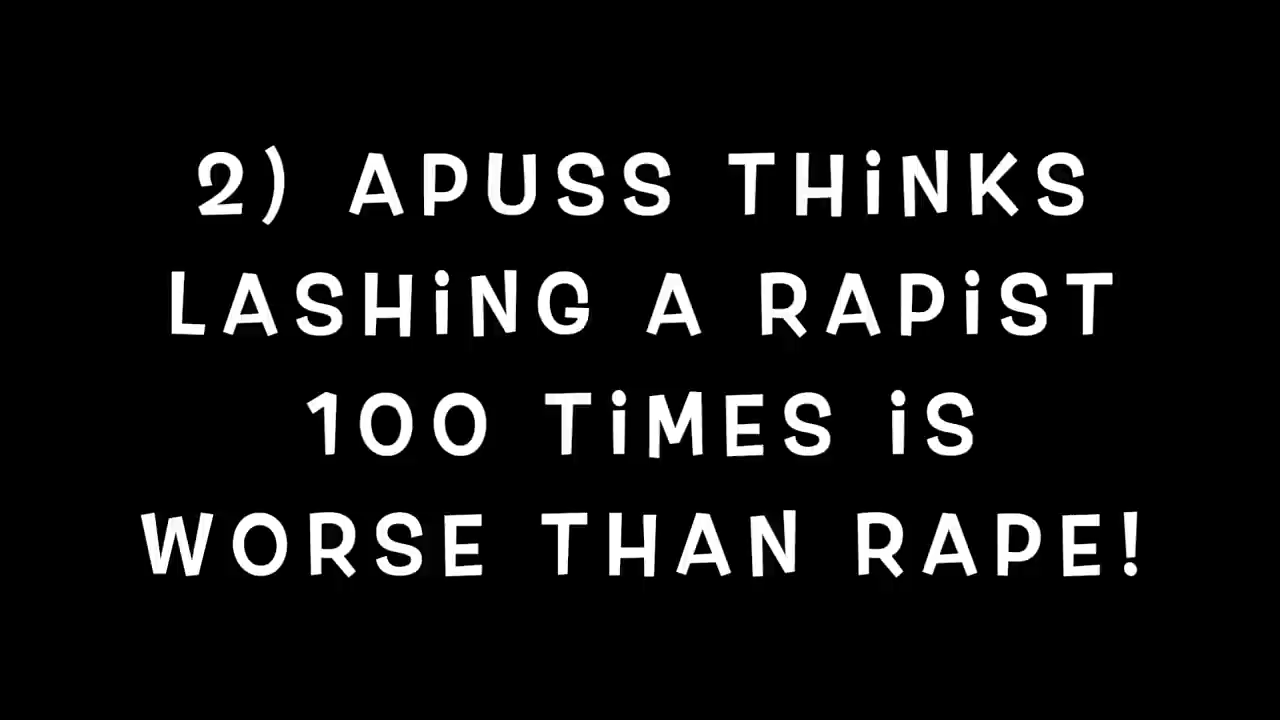 2) APUSS THiNKS
LASHiNG A RAPiST
100 TiMES iS
WORSE THAN RAPE!